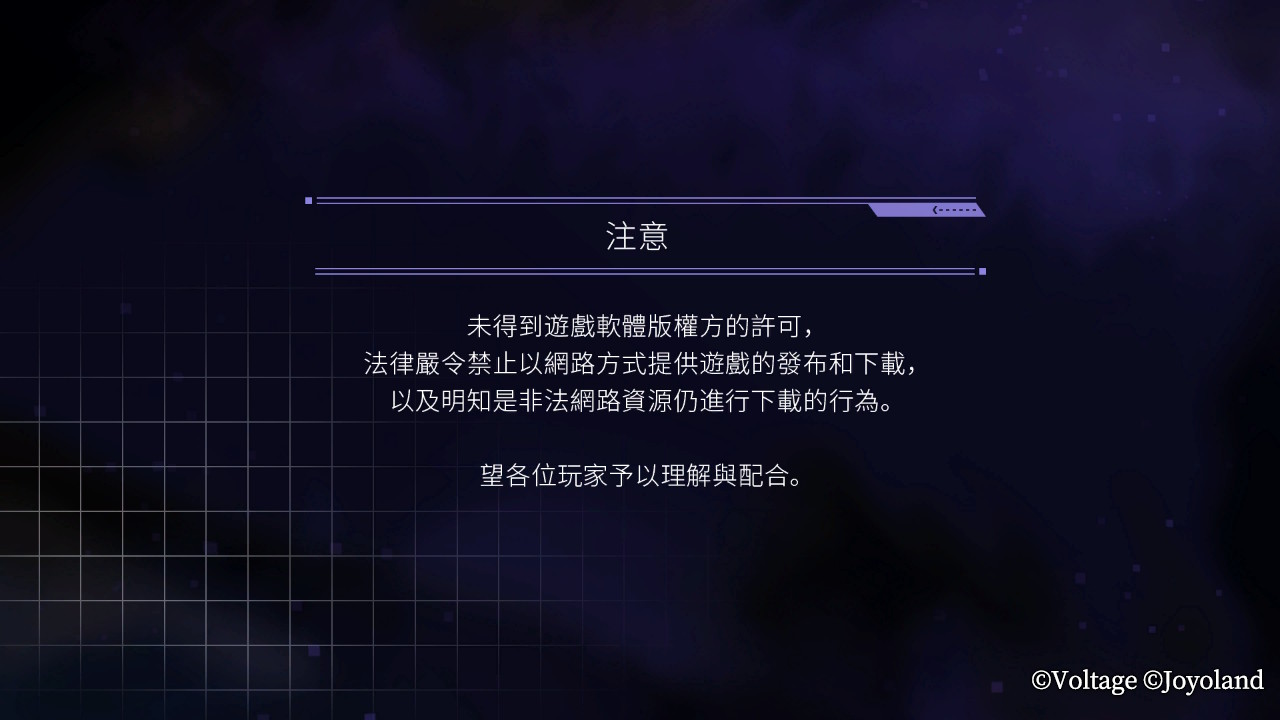 注意
未得到遊戲軟體版權方的許可，
法律嚴令禁止以網路方式提供遊戲的發布和下載，
以及明知是非法網路資源仍進行下載的行為。
望各位玩家予以理解與配合。
©Voltage ©Joyoland